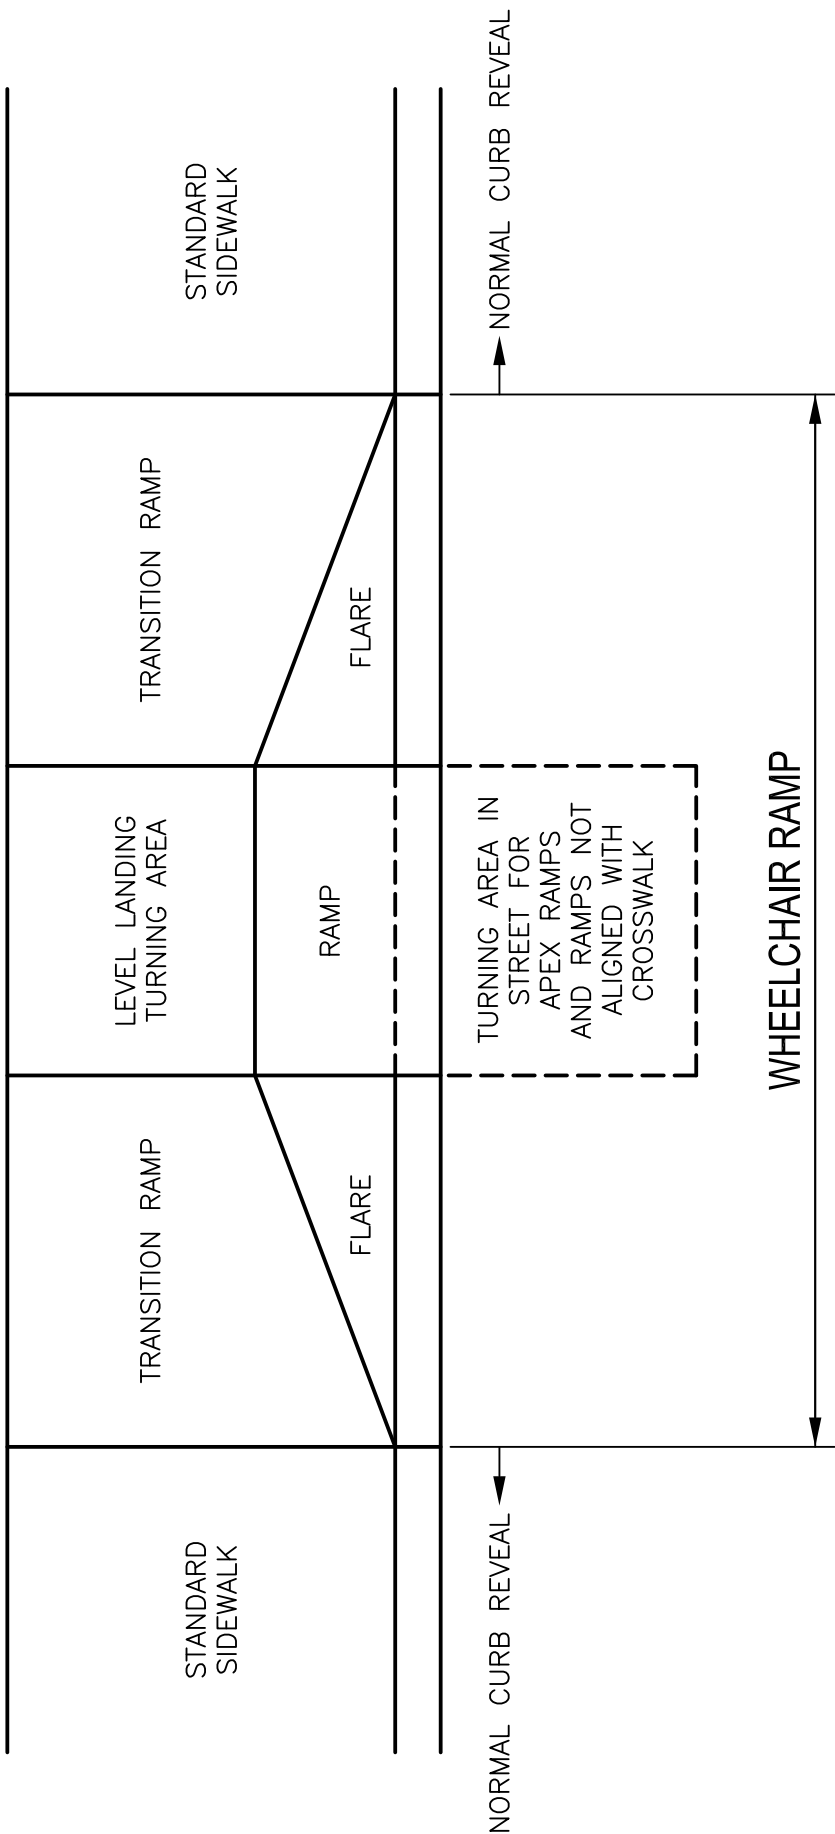 STANDARD
SIDEWALK
TRANSITION RAMP
LEVEL LANDING
TURNING AREA
TRANSITION RAMP
STANDARD
SIDEWALK
FLARE
RAMP
FLARE
NORMAL CURB REVEAL
TURNING AREA IN
STREET FOR
APEX RAMPS
AND RAMPS NOT
ALIGNED WITH
CROSSWALK
NORMAL CURB REVEAL
WHEELCHAIR RAMP